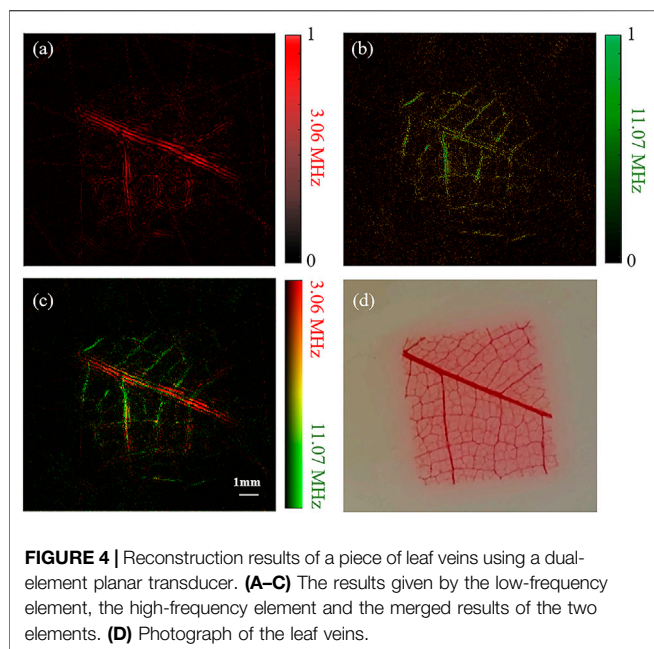 (a)
1
3.06 MHz
0
(b)
1
11.07 MHz
0
(c)
3.06 MHz
11.07 MHz
1mm
(d)
FIGURE 4 | Reconstruction results of a piece of leaf veins using a dual-
element planar transducer. (A–C) The results given by the low-frequency
element, the high-frequency element and the merged results of the two
elements. (D) Photograph of the leaf veins.